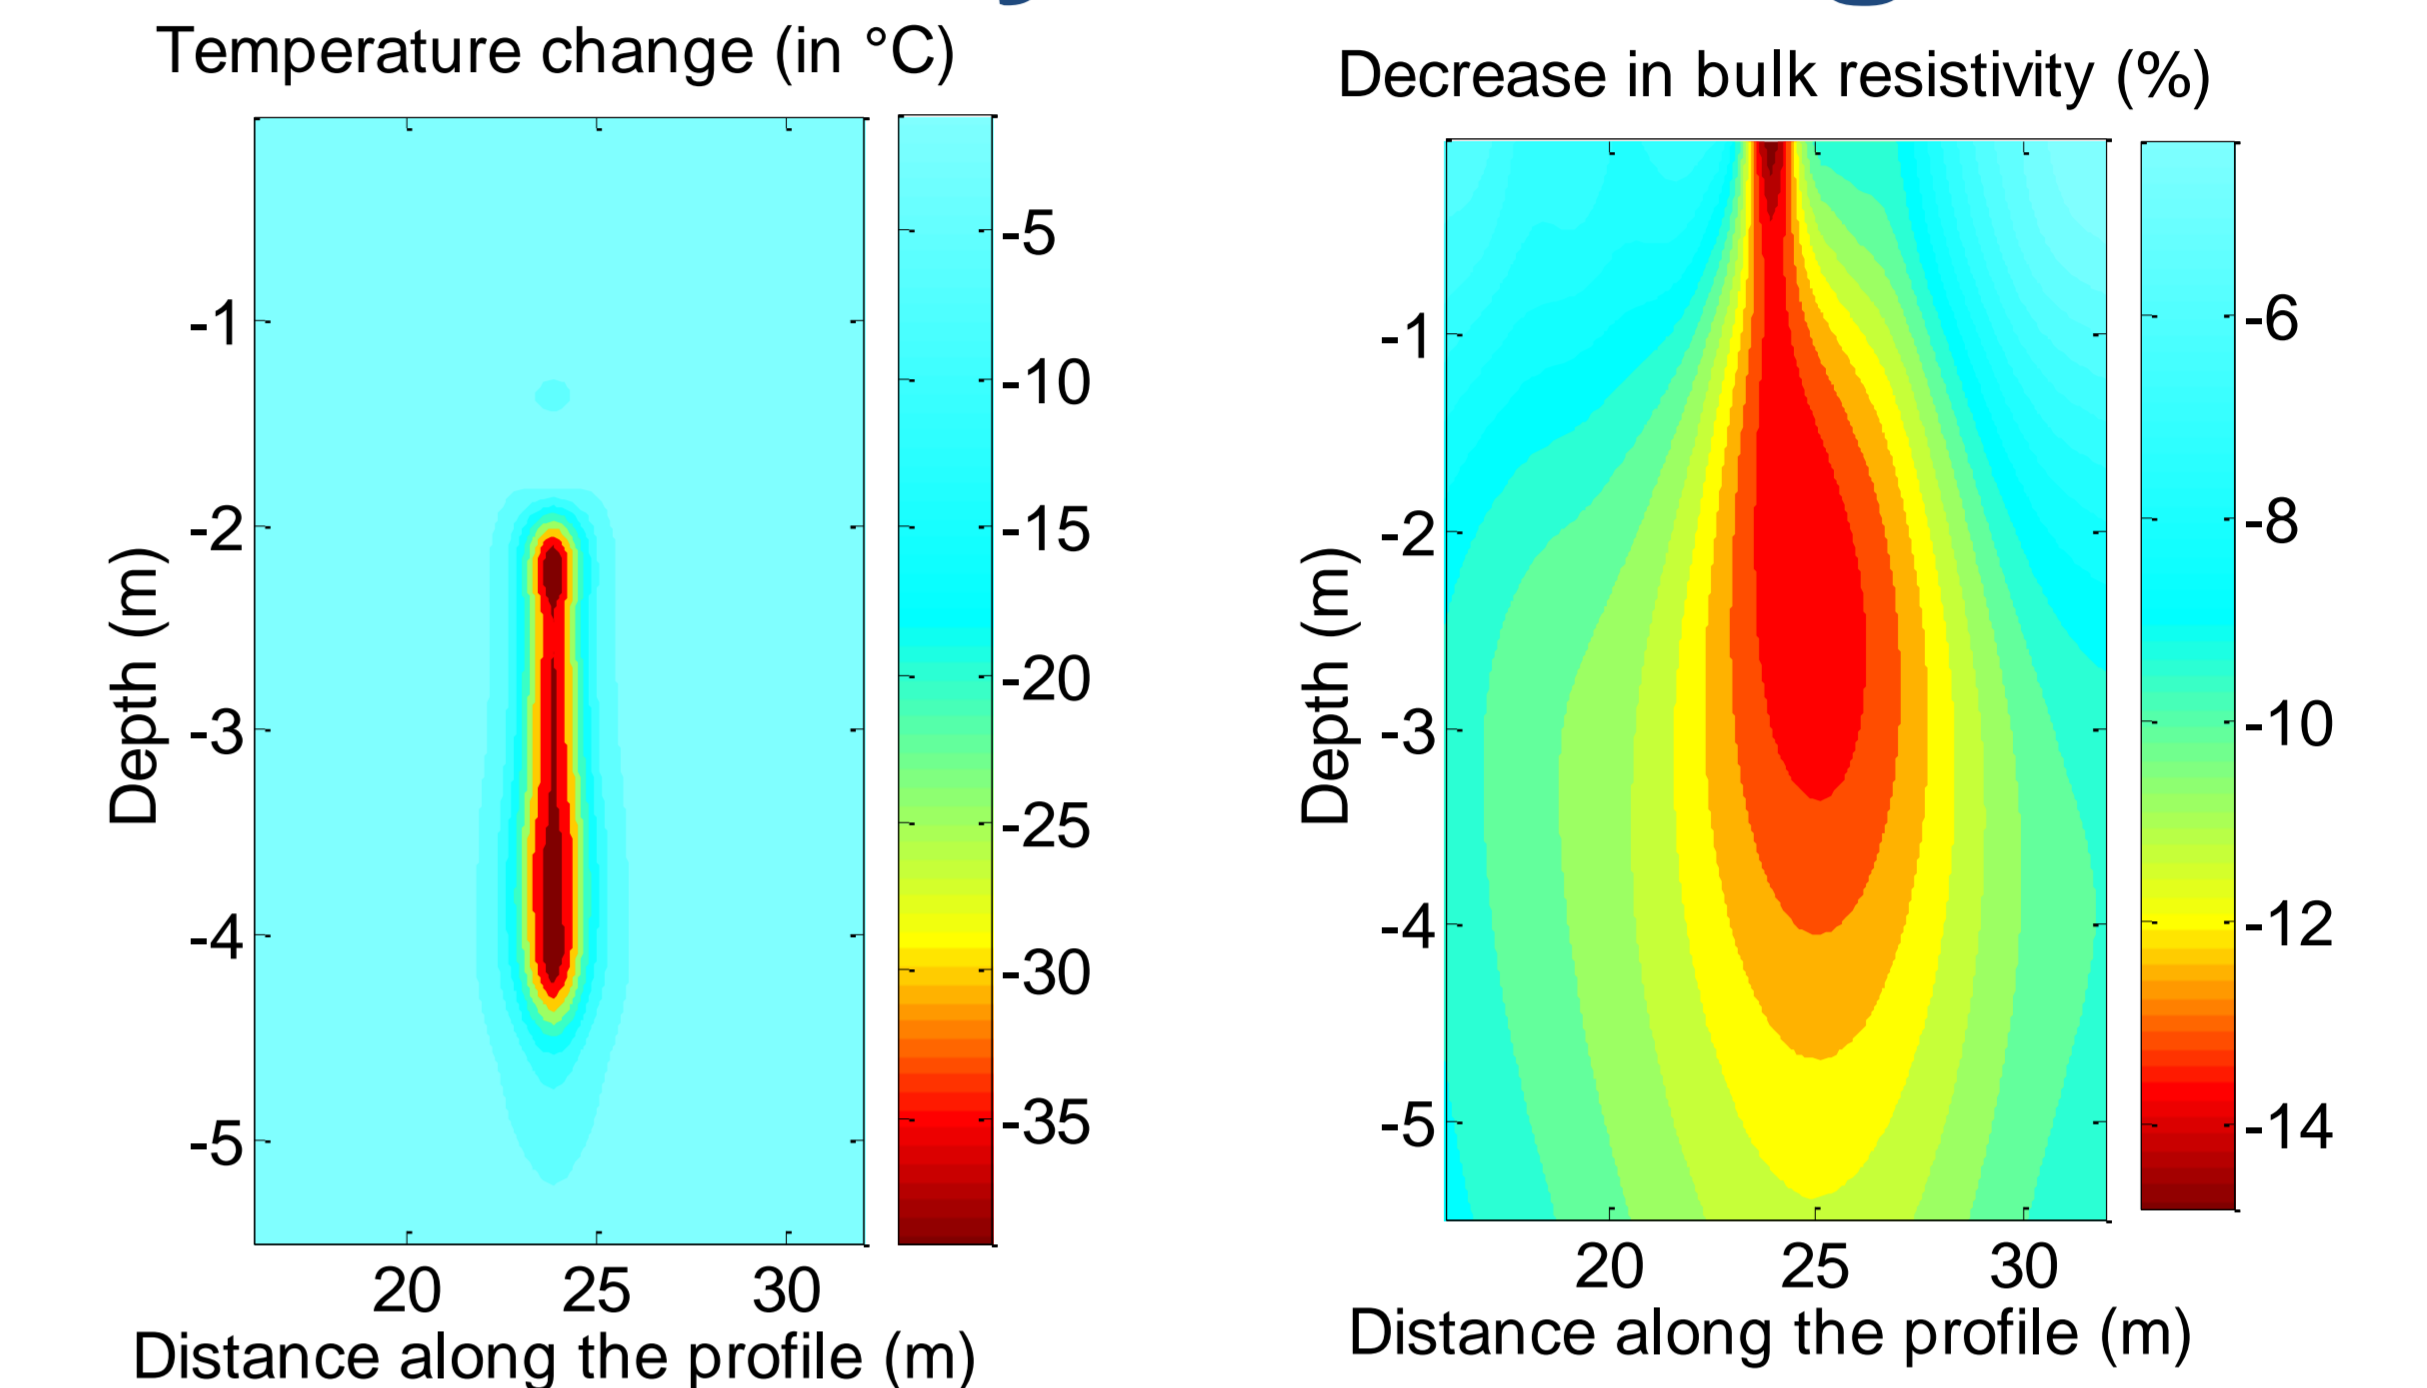 Temperature change (in °C)
-1
-2
-3
-4
-5
Depth (m)
20 25 30
Distance along the profile (m)
-5
-10
-15
-20
-25
-30
-35
Decrease in bulk resistivity (%)
-1
-2
-3
-4
-5
Depth (m)
20 25 30
Distance along the profile (m)
-6
-8
-10
-12
-14